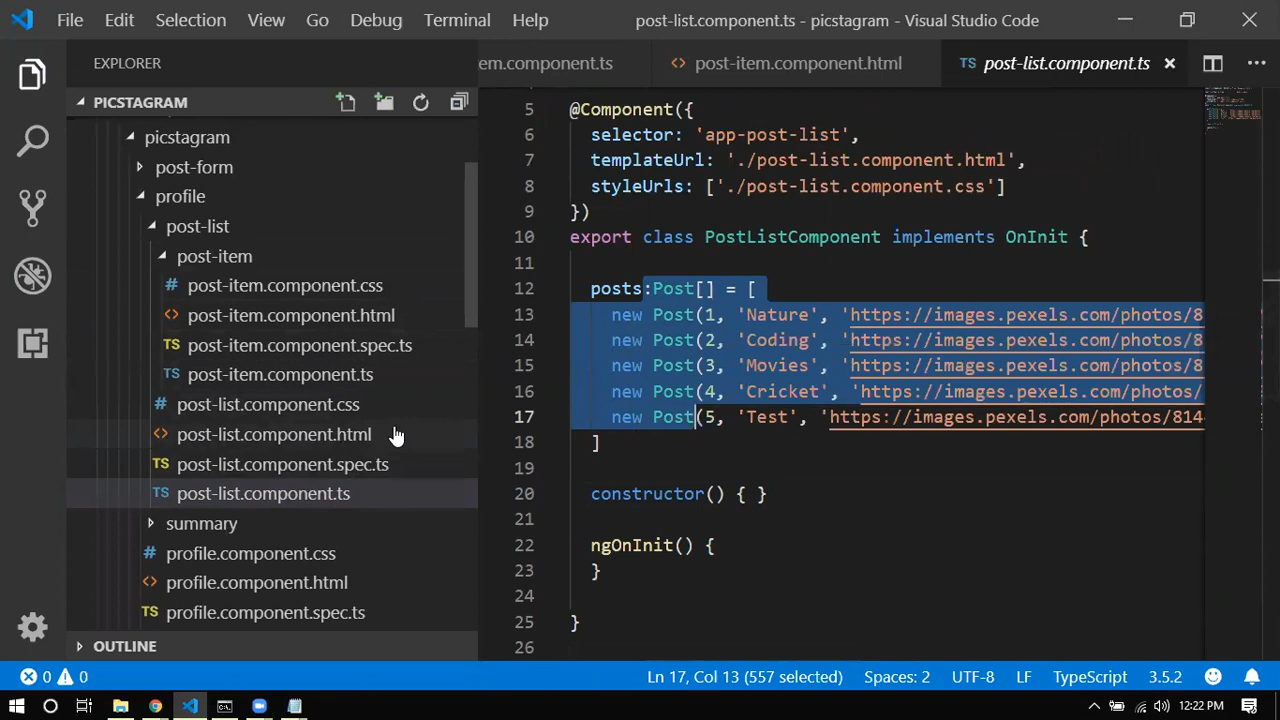 File Edit Selection View Go Debug Terminal Help post-list.component.ts - picstagram - Visual Studio Code
EXPLORER
PICSTAGRAM
picstagram
post-form
profile
post-list
post-item
# post-item.component.css
<> post-item.component.html
TS post-item.component.spec.ts
TS post-item.component.ts
# post-list.component.css
<> post-list.component.html
TS post-list.component.spec.ts
TS post-list.component.ts
summary
# profile.component.css
<> profile.component.html
TS profile.component.spec.ts
OUTLINE
em.component.ts <> post-item.component.html TS post-list.component.ts
5 @Component({
6 selector: 'app-post-list',
7 templateUrl: './post-list.component.html',
8 styleUrls: ['./post-list.component.css']
9 })
10 export class PostListComponent implements OnInit {
11
12 posts:Post[] = [
13 new Post(1, 'Nature', 'https://images.pexels.com/photos/8
14 new Post(2, 'Coding', 'https://images.pexels.com/photos/8
15 new Post(3, 'Movies', 'https://images.pexels.com/photos/8
16 new Post(4, 'Cricket', 'https://images.pexels.com/photos/
17 new Post(5, 'Test', 'https://images.pexels.com/photos/814
18 ]
19
20 constructor() { }
21
22 ngOnInit() {
23 }
24
25 }
26
0 0 Ln 17, Col 13 (557 selected) Spaces: 2 UTF-8 LF TypeScript 3.5.2
12:22 PM